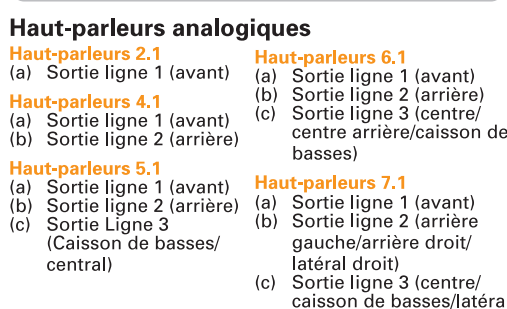 Haut-parleurs analogiques
Haut-parleurs 2.1
(a) Sortie ligne 1 (avant)
Haut-parleurs 4.1
(a) Sortie ligne 1 (avant)
(b) Sortie ligne 2 (arrière)
Haut-parleurs 5.1
(a) Sortie ligne 1 (avant)
(b) Sortie ligne 2 (arrière)
(c) Sortie Ligne 3
(Caisson de basses/
central)
Haut-parleurs 6.1
(a) Sortie ligne 1 (avant)
(b) Sortie ligne 2 (arrière)
(c) Sortie ligne 3 (centre/
centre arrière/caisson de
basses)
Haut-parleurs 7.1
(a) Sortie ligne 1 (avant)
(b) Sortie ligne 2 (arrière
gauche/arrière droit/
latéral droit)
(c) Sortie ligne 3 (centre/
caisson de basses/latéra